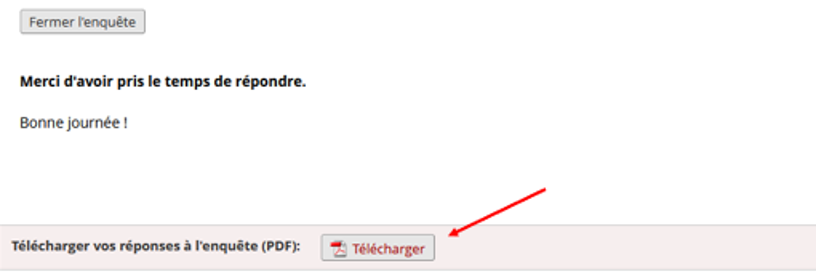 Fermer l'enquête
Merci d'avoir pris le temps de répondre.
Bonne journée !
Télécharger vos réponses à l'enquête (PDF): Télécharger